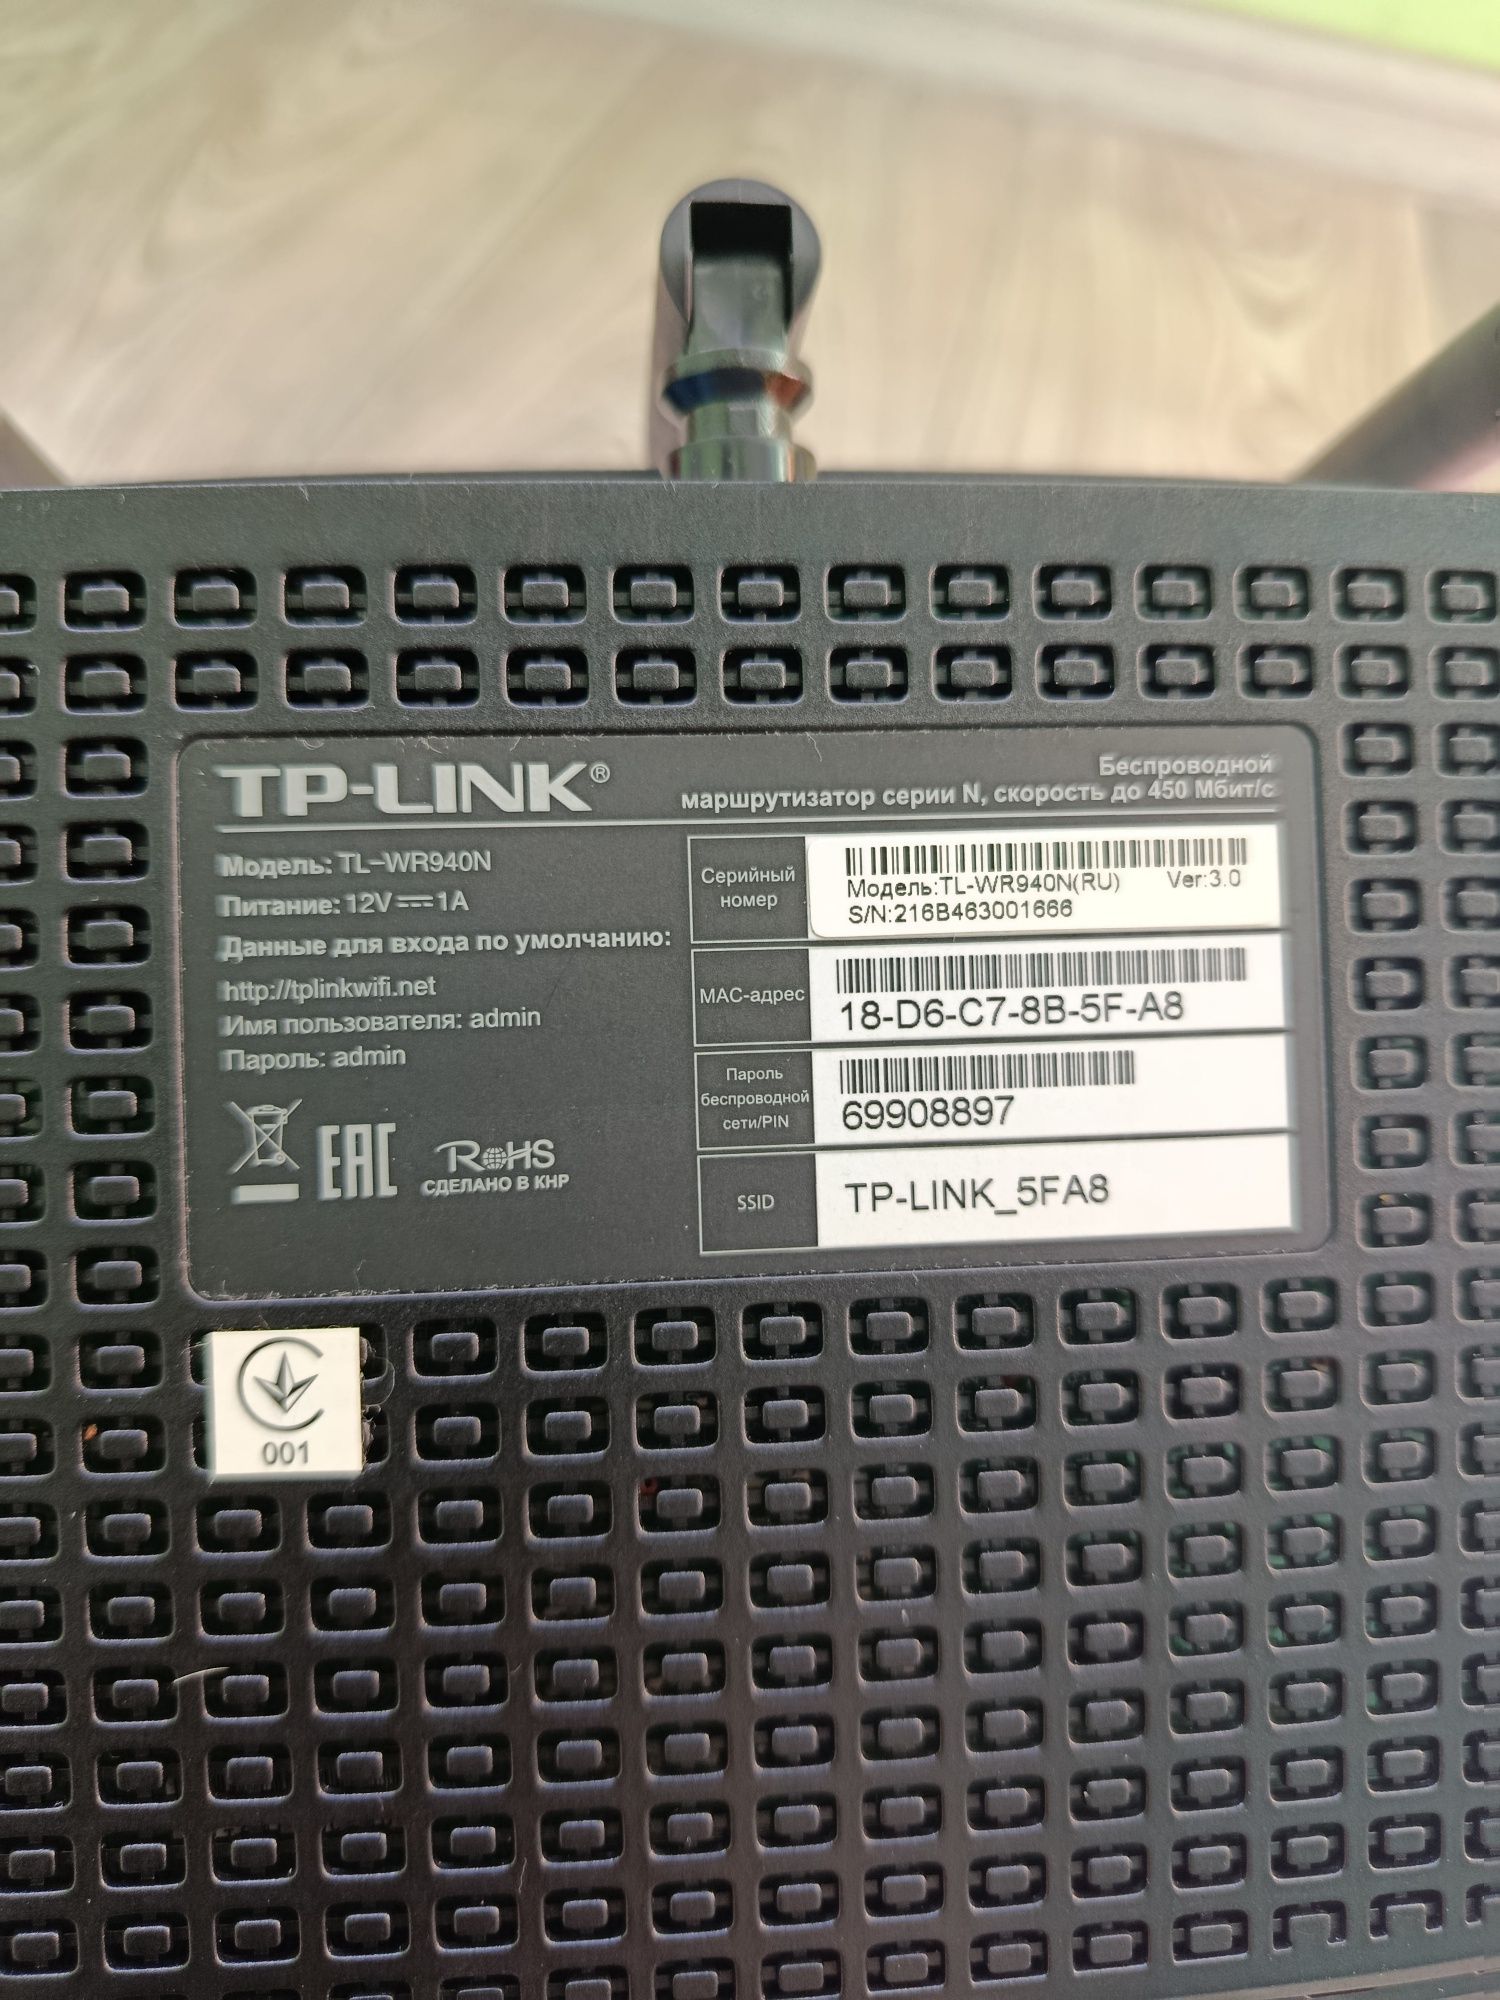 TP-LINK®
Беспроводной
маршрутизатор серии N, скорость до 450 Мбит/с
Модель: TL-WR940N
Питание: 12V⎓1A
Данные для входа по умолчанию:
http://tplinkwifi.net
Имя пользователя: admin
Пароль: admin
EAC
RoHS
СДЕЛАНО В КНР
Серийный
номер
Модель:TL-WR940N(RU) Ver:3.0
S/N:216B463001666
MAC-адрес
18-D6-C7-8B-5F-A8
Пароль
беспроводной
сети/PIN
69908897
SSID
TP-LINK_5FA8
001